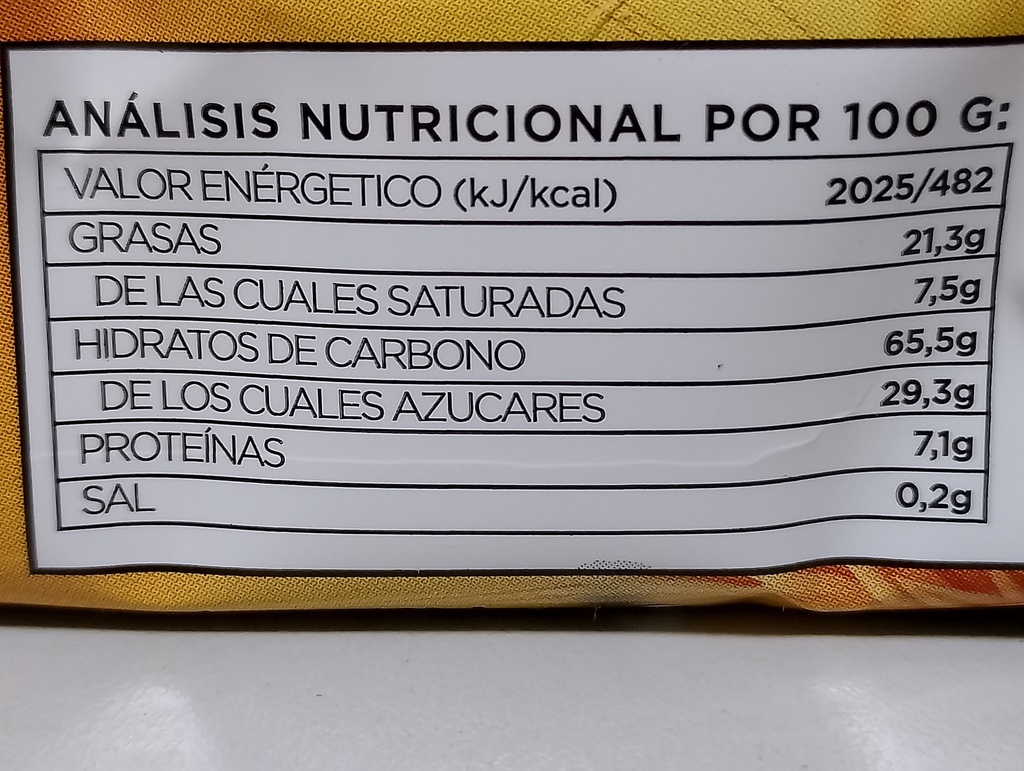 ANÁLISIS NUTRICIONAL POR 100 G:
VALOR ENÉRGETICO (kJ/kcal) 2025/482
GRASAS 21,3g
DE LAS CUALES SATURADAS 7,5g
HIDRATOS DE CARBONO 65,5g
DE LOS CUALES AZUCARES 29,3g
PROTEÍNAS 7,1g
SAL 0,2g